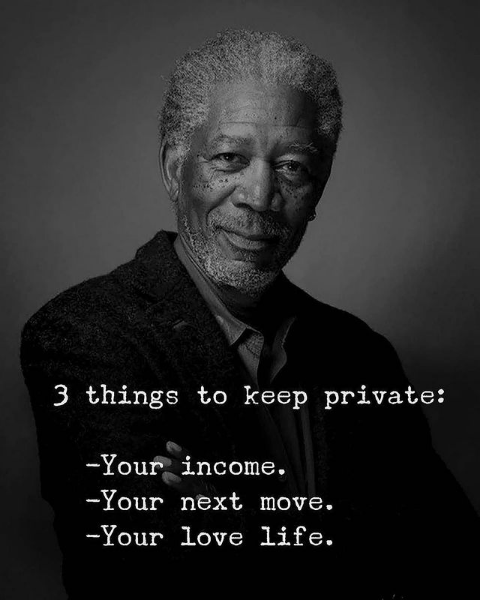 3 things to keep private:
-Your income.
-Your next move.
-Your love life.